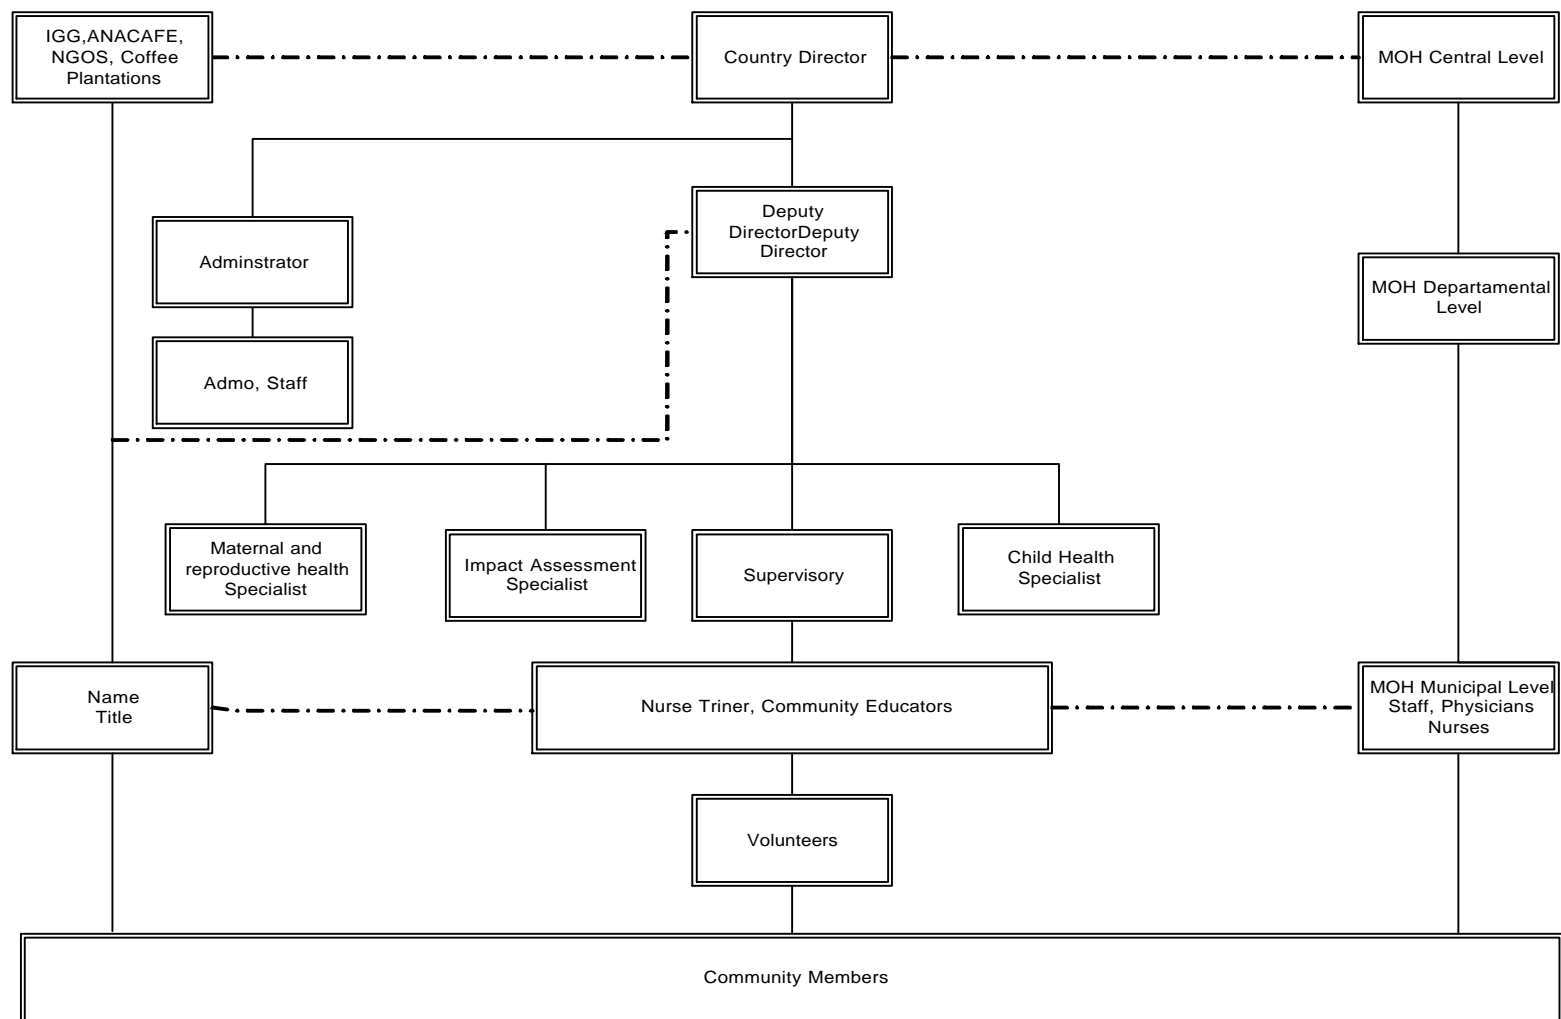 IGG,ANACAFE,
NGOS, Coffee
Plantations
Country Director
MOH Central Level
Deputy
DirectorDeputy
Director
Adminstrator
MOH Departamental
Level
Admo, Staff
Maternal and
reproductive health
Specialist
Impact Assessment
Specialist
Supervisory
Child Health
Specialist
Name
Title
Nurse Triner, Community Educators
MOH Municipal Level
Staff, Physicians
Nurses
Volunteers
Community Members